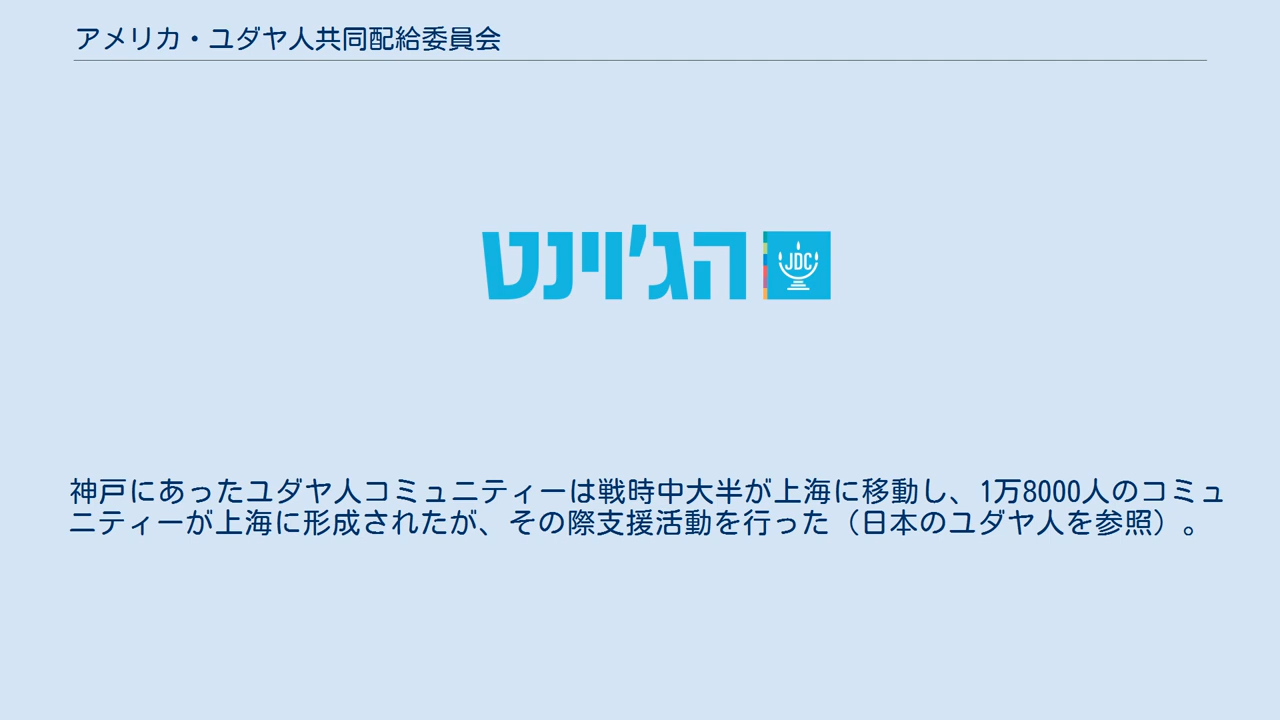 アメリカ・ユダヤ人共同配給委員会
הג'וינט
JDC
神戸にあったユダヤ人コミュニティーは戦時中大半が上海に移動し、1万8000人のコミュ
ニティーが上海に形成されたが、その際支援活動を行った（日本のユダヤ人を参照）。